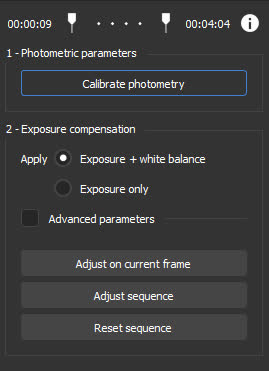 00:00:09 00:04:04 i
1 - Photometric parameters
Calibrate photometry
2 - Exposure compensation
Apply Exposure + white balance
Exposure only
Advanced parameters
Adjust on current frame
Adjust sequence
Reset sequence